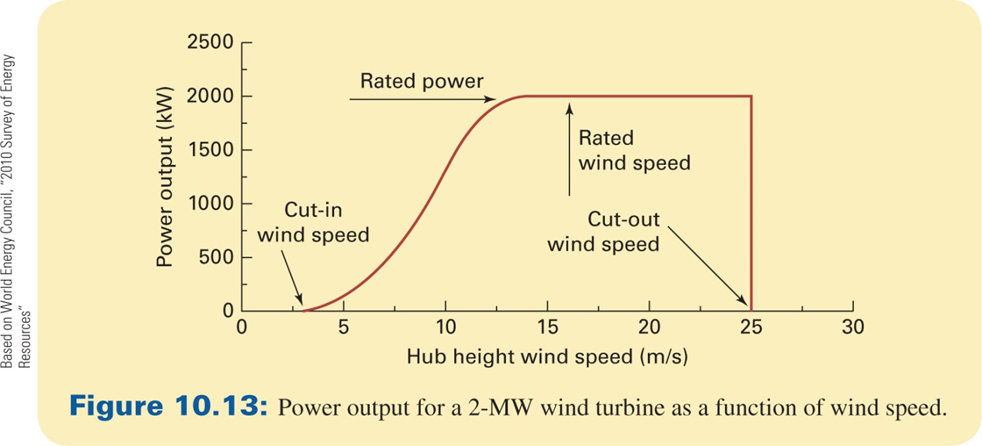 Based on World Energy Council, "2010 Survey of Energy
Resources"
2500
2000
1500
1000
500
0
Power output (kW)
Rated power
Rated
wind speed
Cut-in
wind speed
Cut-out
wind speed
0 5 10 15 20 25 30
Hub height wind speed (m/s)
Figure 10.13: Power output for a 2-MW wind turbine as a function of wind speed.